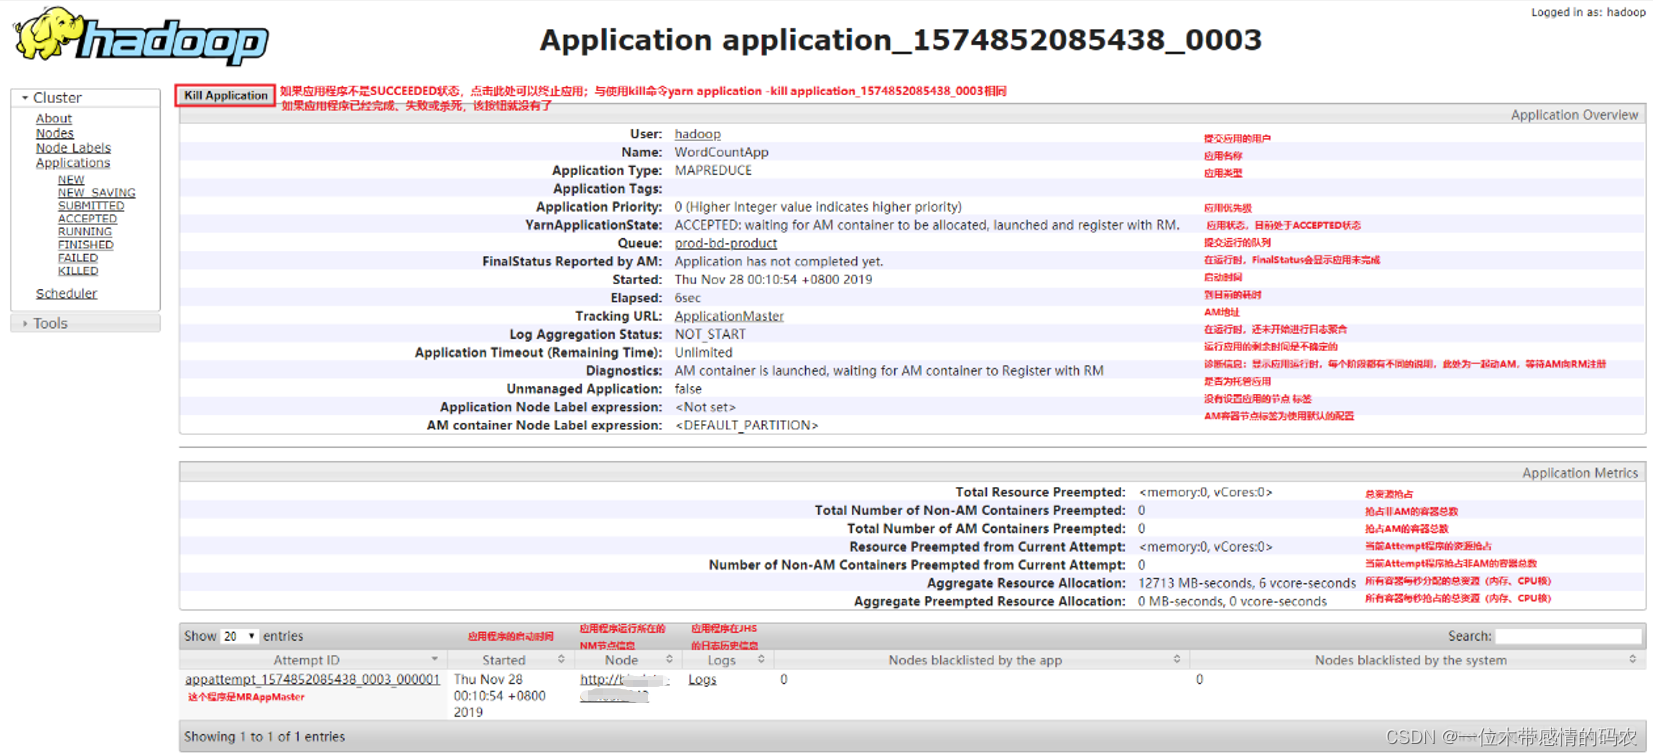 hadoop
Application application_1574852085438_0003
Logged in as: hadoop
Cluster
About
Nodes
Node Labels
Applications
NEW
NEW_SAVING
SUBMITTED
ACCEPTED
RUNNING
FINISHED
FAILED
KILLED
Scheduler
Tools
Kill Application 如果应用程序不是SUCCEEDED状态，点击此处可以终止应用；与使用kill命令yarn application -kill application_1574852085438_0003相同
如果应用程序已经完成、失败或杀死，该按钮就没有了
Application Overview
User: hadoop 提交应用的用户
Name: WordCountApp 应用名称
Application Type: MAPREDUCE 应用类型
Application Tags:
Application Priority: 0 (Higher Integer value indicates higher priority) 应用优先级
YarnApplicationState: ACCEPTED: waiting for AM container to be allocated, launched and register with RM. 应用状态，目前处于ACCEPTED状态
Queue: prod-bd-product 提交运行的队列
FinalStatus Reported by AM: Application has not completed yet. 在运行时，FinalStatus会显示应用未完成
Started: Thu Nov 28 00:10:54 +0800 2019 启动时间
Elapsed: 6sec 到目前的耗时
Tracking URL: ApplicationMaster AM地址
Log Aggregation Status: NOT_START 在运行时，还未开始进行日志聚合
Application Timeout (Remaining Time): Unlimited 运行应用的剩余时间是不确定的
Diagnostics: AM container is launched, waiting for AM container to Register with RM 诊断信息：显示应用运行时，每个阶段都有不同的说明，此处为一起动AM，等待AM向RM注册
Unmanaged Application: false 是否为托管应用
Application Node Label expression: <Not set> 没有设置应用的节点 标签
AM container Node Label expression: <DEFAULT_PARTITION> AM容器节点标签为使用默认的配置
Application Metrics
Total Resource Preempted: <memory:0, vCores:0> 总资源抢占
Total Number of Non-AM Containers Preempted: 0 抢占非AM的容器总数
Total Number of AM Containers Preempted: 0 抢占AM的容器总数
Resource Preempted from Current Attempt: <memory:0, vCores:0> 当前Attempt程序的资源抢占
Number of Non-AM Containers Preempted from Current Attempt: 0 当前Attempt程序抢占非AM的容器总数
Aggregate Resource Allocation: 12713 MB-seconds, 6 vcore-seconds 所有容器每秒分配的总资源（内存、CPU核）
Aggregate Preempted Resource Allocation: 0 MB-seconds, 0 vcore-seconds 所有容器每秒抢占的总资源（内存、CPU核）
Show 20 entries
应用程序的启动时间
应用程序运行所在的
NM节点信息
应用程序在JHS
的日志历史信息
Search:
Attempt ID Started Node Logs Nodes blacklisted by the app Nodes blacklisted by the system
appattempt_1574852085438_0003_000001 Thu Nov 28 http:// Logs 0 0
这个程序是MRAppMaster 00:10:54 +0800
2019
Showing 1 to 1 of 1 entries
CSDN @一位木带感情的码农